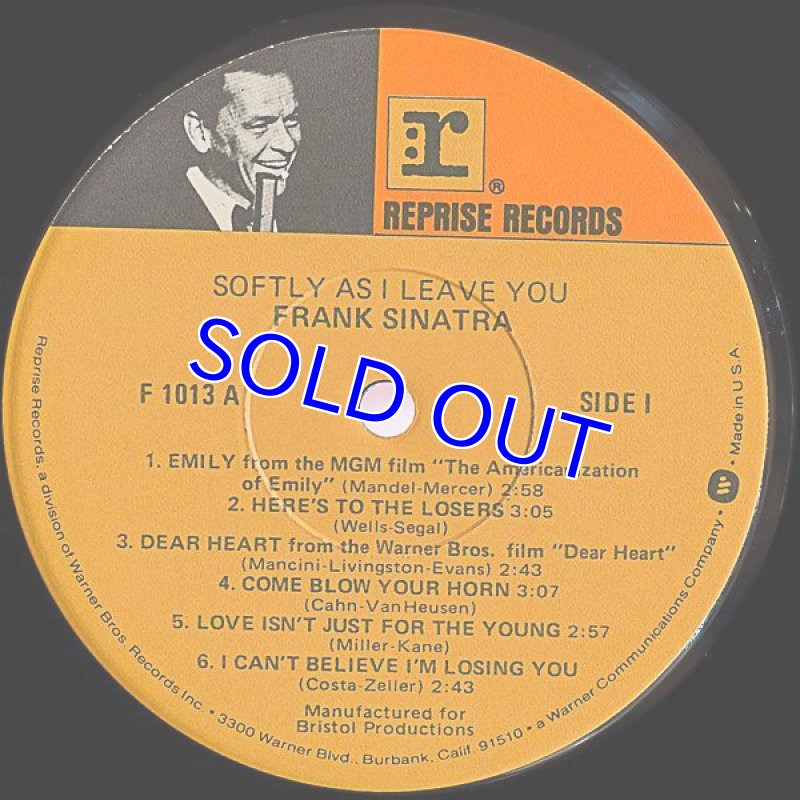 r®
REPRISE RECORDS
SOFTLY AS I LEAVE YOU
FRANK SINATRA
SOLD OUT
F 1013 A
SIDE I
1. EMILY from the MGM film "The Americanization
of Emily" (Mandel-Mercer) 2:58
2. HERE'S TO THE LOSERS 3:05
(Wells-Segal)
3. DEAR HEART from the Warner Bros. film "Dear Heart"
(Mancini-Livingston-Evans) 2:43
4. COME BLOW YOUR HORN 3:07
(Cahn-VanHeusen)
5. LOVE ISN'T JUST FOR THE YOUNG 2:57
(Miller-Kane)
6. I CAN'T BELIEVE I'M LOSING YOU
(Costa-Zeller) 2:43
Manufactured for
Bristol Productions
Reprise Records, a division of Warner Bros. Records Inc. • 3300 Warner Blvd., Burbank, Calif. 91510 • a Warner Communications Company • W • Made in U.S.A.